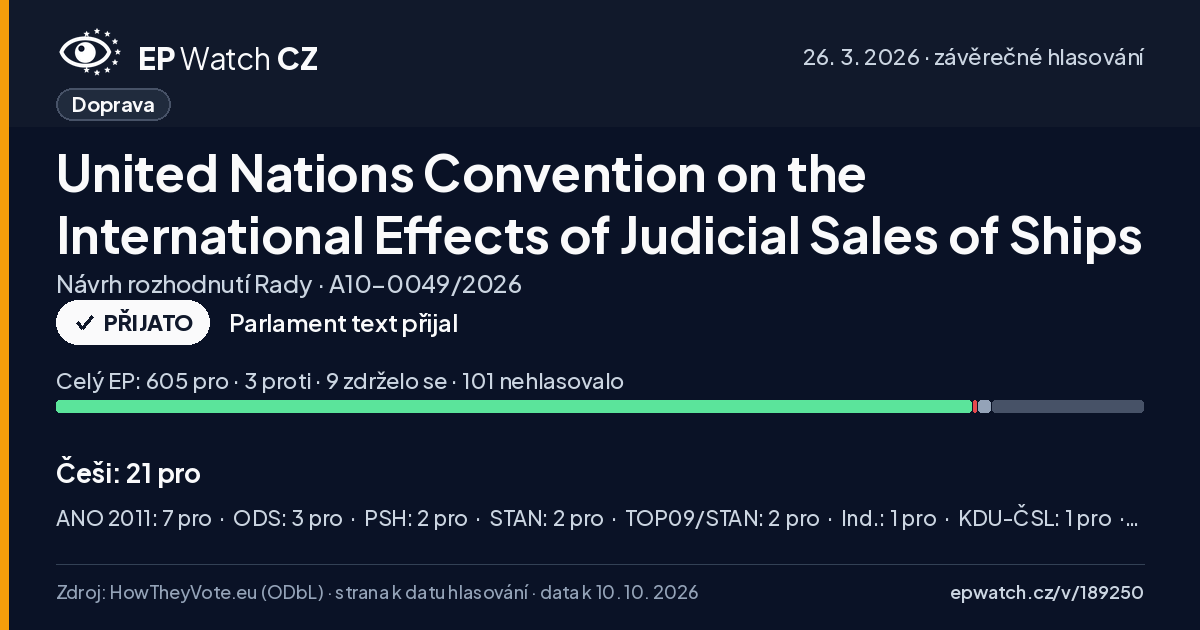 EP Watch CZ
26. 3. 2026 · závěrečné hlasování
Doprava
United Nations Convention on the
International Effects of Judicial Sales of Ships
Návrh rozhodnutí Rady · A10-0049/2026
✓ PŘIJATO Parlament text přijal
Celý EP: 605 pro · 3 proti · 9 zdrželo se · 101 nehlasovalo
Češi: 21 pro
ANO 2011: 7 pro · ODS: 3 pro · PSH: 2 pro · STAN: 2 pro · TOP09/STAN: 2 pro · Ind.: 1 pro · KDU-ČSL: 1 pro ·…
Zdroj: HowTheyVote.eu (ODbL) · strana k datu hlasování · data k 10. 10. 2026
epwatch.cz/v/189250